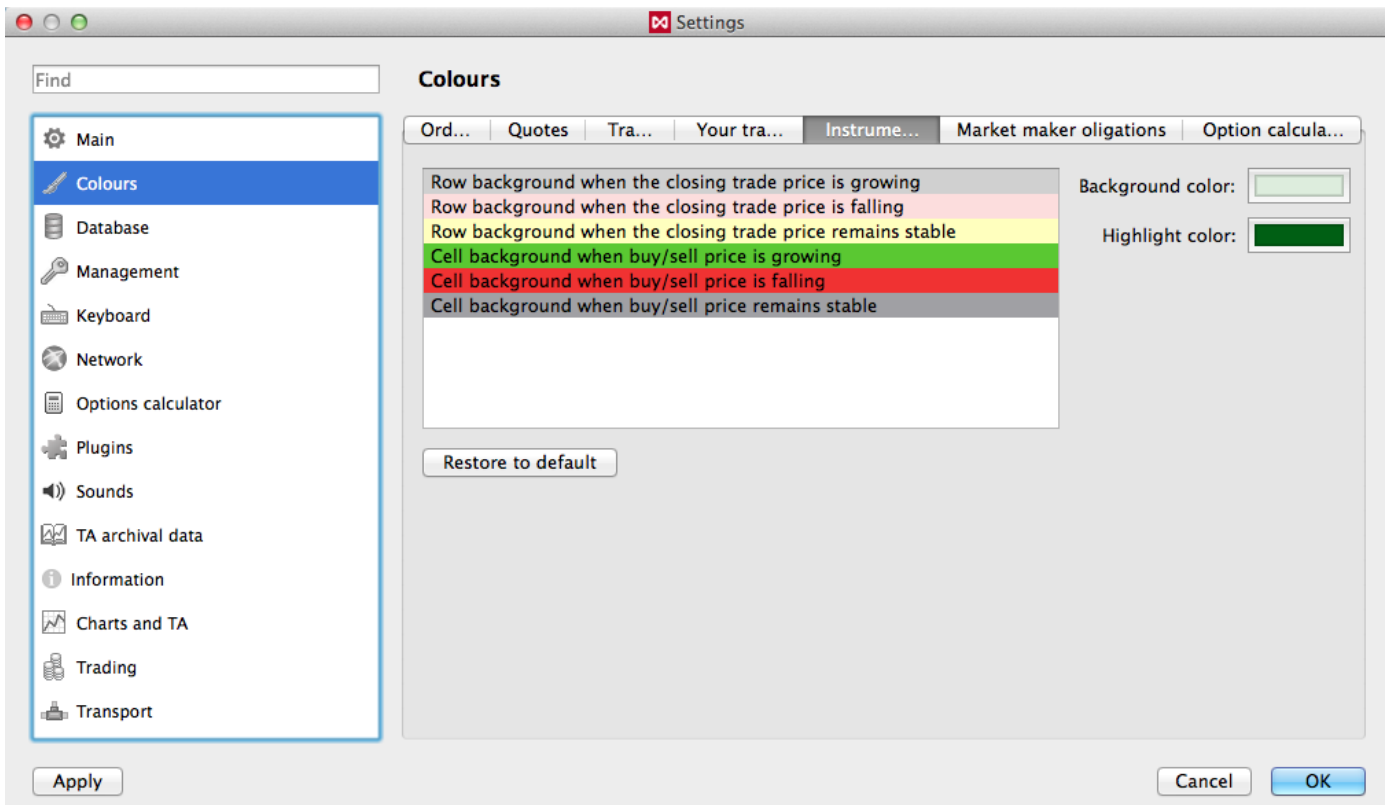 Settings
Find
Colours
Main
Colours
Database
Management
Keyboard
Network
Options calculator
Plugins
Sounds
TA archival data
Information
Charts and TA
Trading
Transport
Ord... Quotes Tra... Your tra... Instrume... Market maker oligations Option calcula...
Row background when the closing trade price is growing
Row background when the closing trade price is falling
Row background when the closing trade price remains stable
Cell background when buy/sell price is growing
Cell background when buy/sell price is falling
Cell background when buy/sell price remains stable
Background color:
Highlight color:
Restore to default
Apply
Cancel
OK